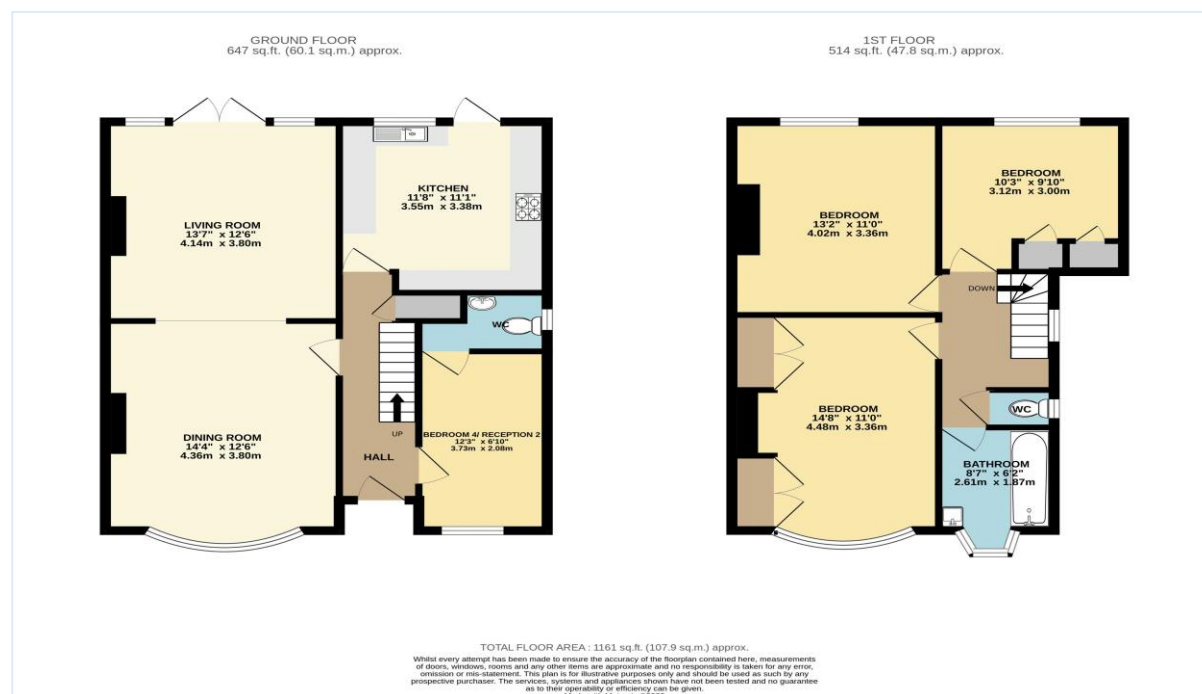 GROUND FLOOR
647 sq.ft. (60.1 sq.m.) approx.
LIVING ROOM
13'7" x 12'6"
4.14m x 3.80m
KITCHEN
11'8" x 11'1"
3.55m x 3.38m
WC
DINING ROOM
14'4" x 12'6"
4.36m x 3.80m
UP
HALL
BEDROOM 4/ RECEPTION 2
12'3" x 6'10"
3.73m x 2.08m
1ST FLOOR
514 sq.ft. (47.8 sq.m.) approx.
BEDROOM
13'2" x 11'0"
4.02m x 3.36m
BEDROOM
10'3" x 9'10"
3.12m x 3.00m
DOWN
BEDROOM
14'8" x 11'0"
4.48m x 3.36m
WC
BATHROOM
8'7" x 6'2"
2.61m x 1.87m
TOTAL FLOOR AREA : 1161 sq.ft. (107.9 sq.m.) approx.
Whilst every attempt has been made to ensure the accuracy of the floorplan contained here, measurements
of doors, windows, rooms and any other items are approximate and no responsibility is taken for any error,
omission or mis-statement. This plan is for illustrative purposes only and should be used as such by any
prospective purchaser. The services, systems and appliances shown have not been tested and no guarantee
as to their operability or efficiency can be given.